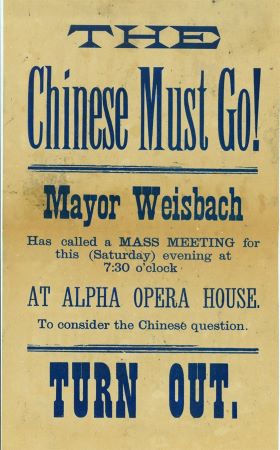 THE
Chinese Must Go!
Mayor Weisbach
Has called a MASS MEETING for
this (Saturday) evening at
7:30 o'clock
AT ALPHA OPERA HOUSE.
To consider the Chinese question.
TURN OUT.